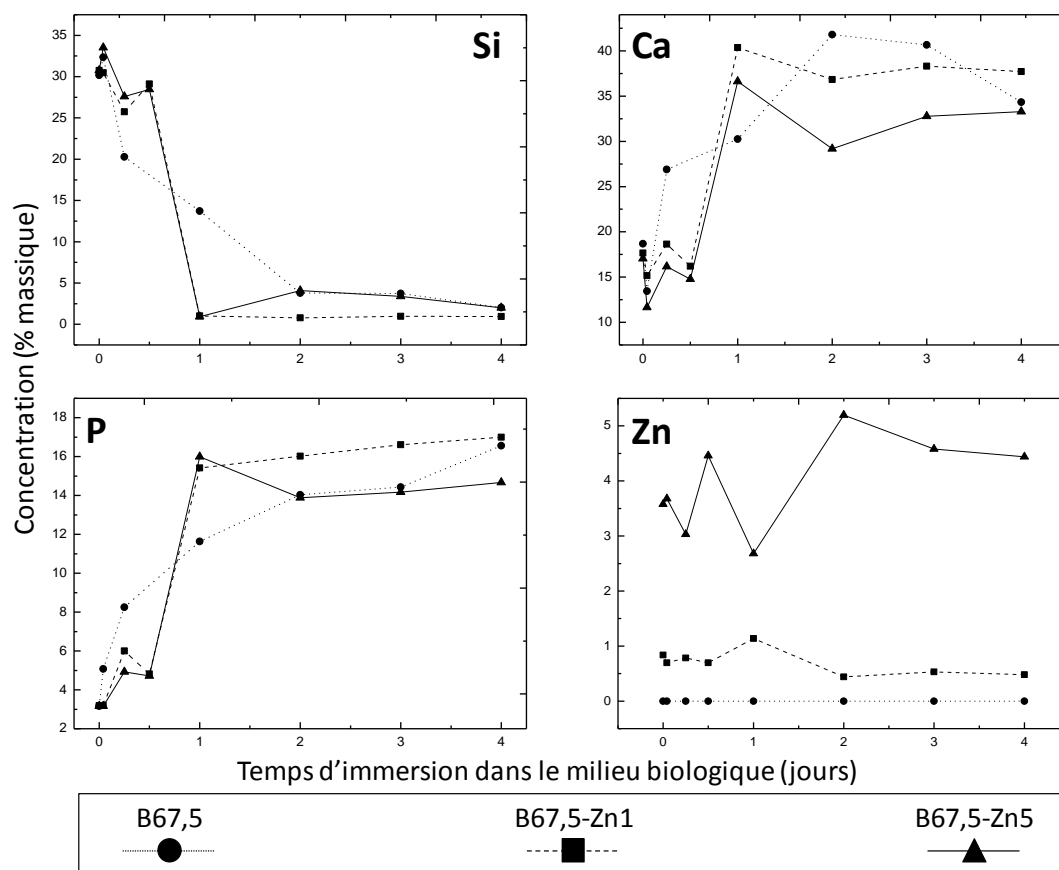 Si
35
30
25
20
15
10
5
0
0 1 2 3 4
Ca
40
35
30
25
20
15
10
0 1 2 3 4
P
18
16
14
12
10
8
6
4
2
0 1 2 3 4
Zn
5
4
3
2
1
0
0 1 2 3 4
Concentration (% massique)
Temps d'immersion dans le milieu biologique (jours)
B67,5 B67,5-Zn1 B67,5-Zn5